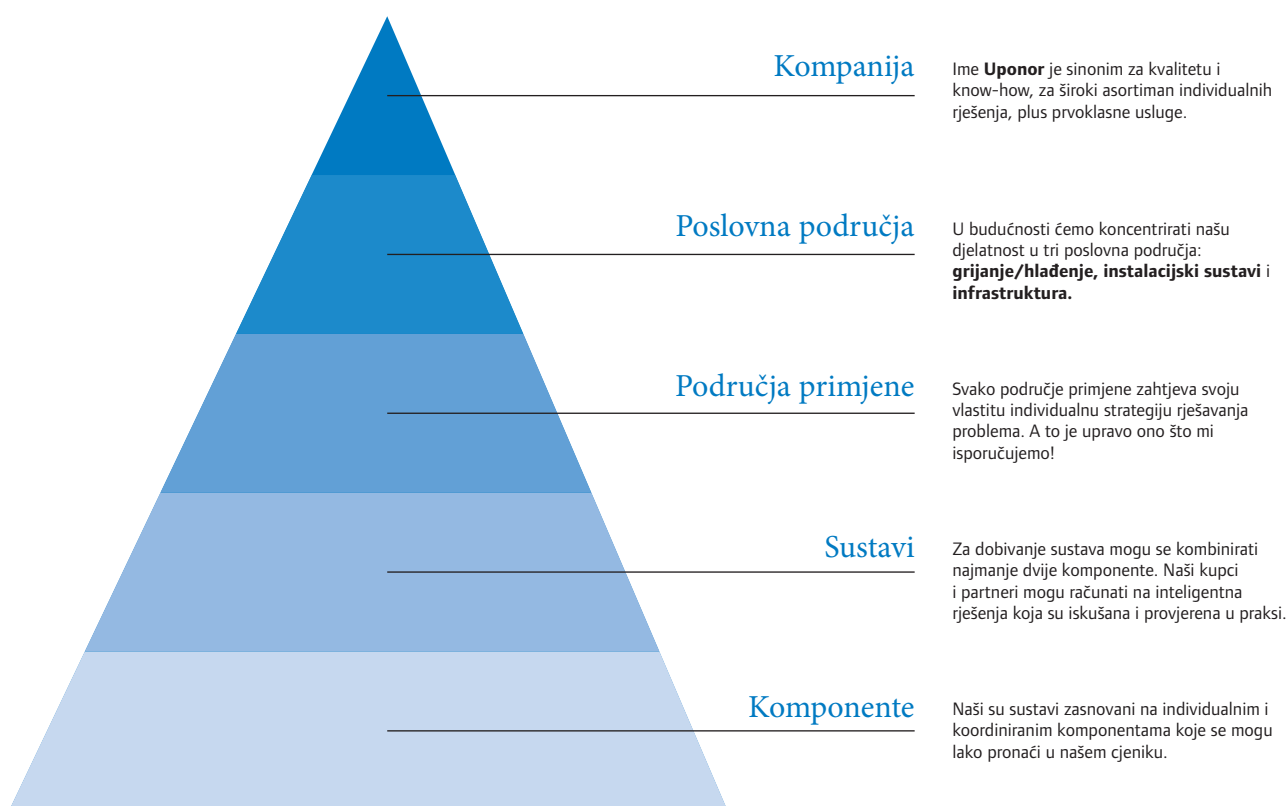 Kompanija
Ime Uponor je sinonim za kvalitetu i
know-how, za široki asortiman individualnih
rješenja, plus prvoklasne usluge.
Poslovna područja
U budućnosti ćemo koncentrirati našu
djelatnost u tri poslovna područja:
grijanje/hlađenje, instalacijski sustavi i
infrastruktura.
Područja primjene
Svako područje primjene zahtjeva svoju
vlastitu individualnu strategiju rješavanja
problema. A to je upravo ono što mi
isporučujemo!
Sustavi
Za dobivanje sustava mogu se kombinirati
najmanje dvije komponente. Naši kupci
i partneri mogu računati na inteligentna
rješenja koja su iskušana i provjerena u praksi.
Komponente
Naši su sustavi zasnovani na individualnim i
koordiniranim komponentama koje se mogu
lako pronaći u našem cjeniku.